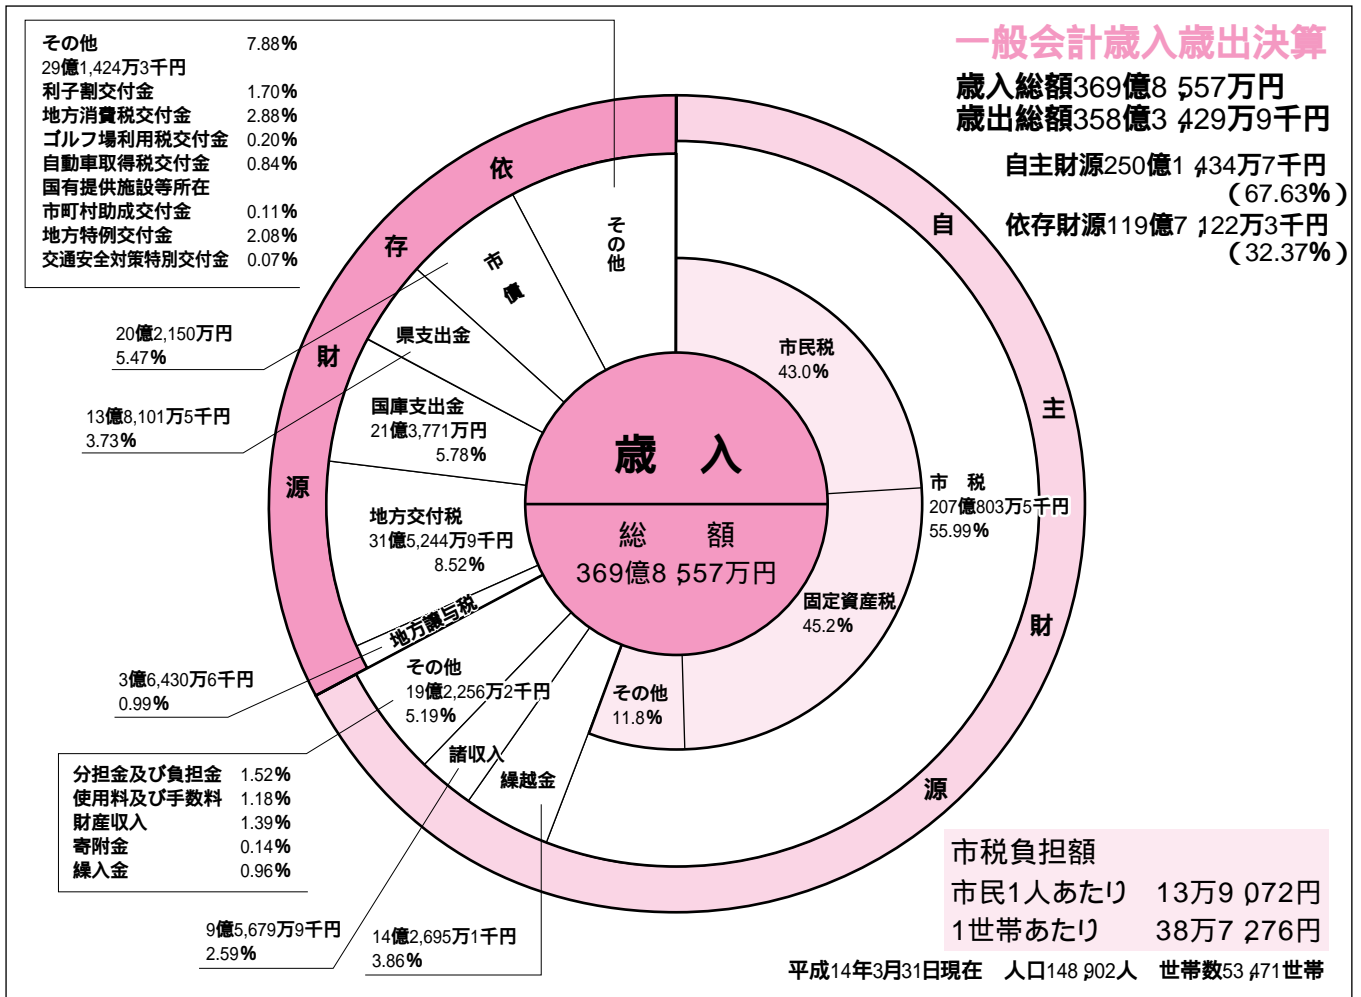 一般会計歳入歳出決算
歳入総額369億8,557万円
歳出総額358億3,429万9千円
自主財源250億1,434万7千円
(67.63%)
依存財源119億7,122万3千円
(32.37%)
その他 7.88%
29億1,424万3千円
利子割交付金 1.70%
地方消費税交付金 2.88%
ゴルフ場利用税交付金 0.20%
自動車取得税交付金 0.84%
国有提供施設等所在
市町村助成交付金 0.11%
地方特例交付金 2.08%
交通安全対策特別交付金 0.07%
依存財源
自主財源
その他
市債
20億2,150万円
5.47%
県支出金
13億8,101万5千円
3.73%
国庫支出金
21億3,771万円
5.78%
地方交付税
31億5,244万9千円
8.52%
地方譲与税
3億6,430万6千円
0.99%
その他
19億2,256万2千円
5.19%
分担金及び負担金 1.52%
使用料及び手数料 1.18%
財産収入 1.39%
寄附金 0.14%
繰入金 0.96%
諸収入
9億5,679万9千円
2.59%
繰越金
14億2,695万1千円
3.86%
市民税
43.0%
市 税
207億803万5千円
55.99%
固定資産税
45.2%
その他
11.8%
歳 入
総 額
369億8,557万円
市税負担額
市民1人あたり 13万9,072円
1世帯あたり 38万7,276円
平成14年3月31日現在 人口148,902人 世帯数53,471世帯